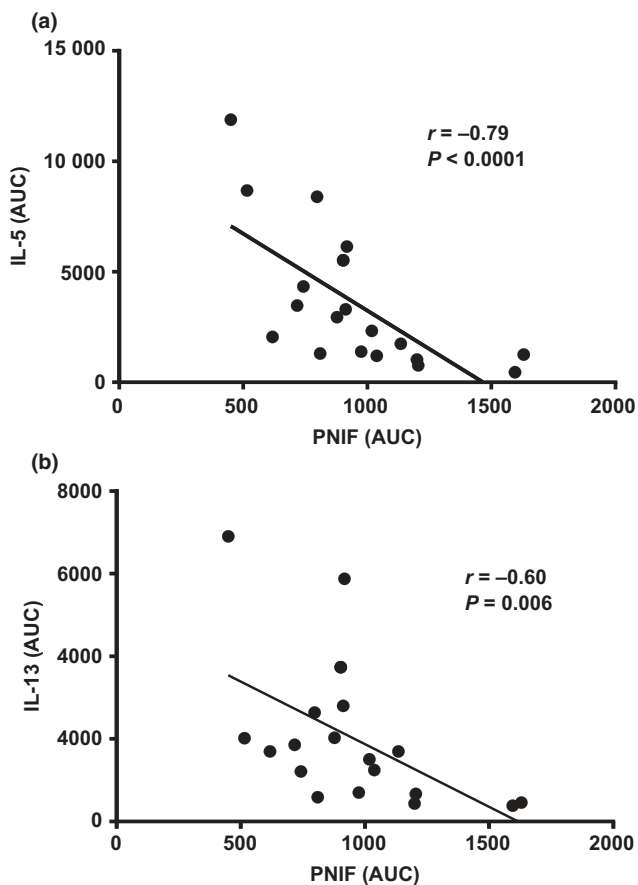 (a)
15 000
10 000
5000
0
IL-5 (AUC)
r = –0.79
P < 0.0001
0 500 1000 1500 2000
PNIF (AUC)
(b)
8000
6000
4000
4000
0
IL-13 (AUC)
r = –0.60
P = 0.006
0 500 1000 1500 2000
PNIF (AUC)